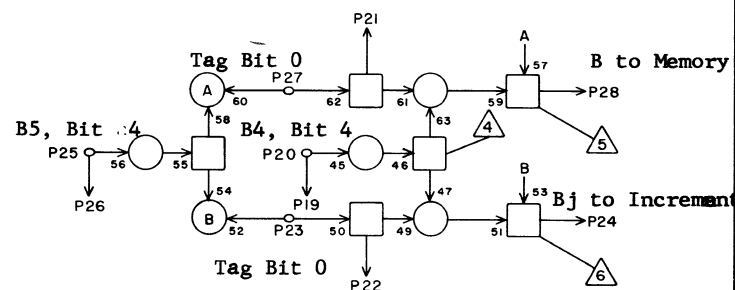 P21
Tag Bit 0
P27
A
57
B to Memory
A
60
62
61
59
P28
58
63
4
5
B5, Bit 4
B4, Bit 4
P25
56
55
P20
45
46
54
47
P26
P19
B
53
Bj to Increment
B
52
P23
50
49
51
P24
6
Tag Bit 0
P22